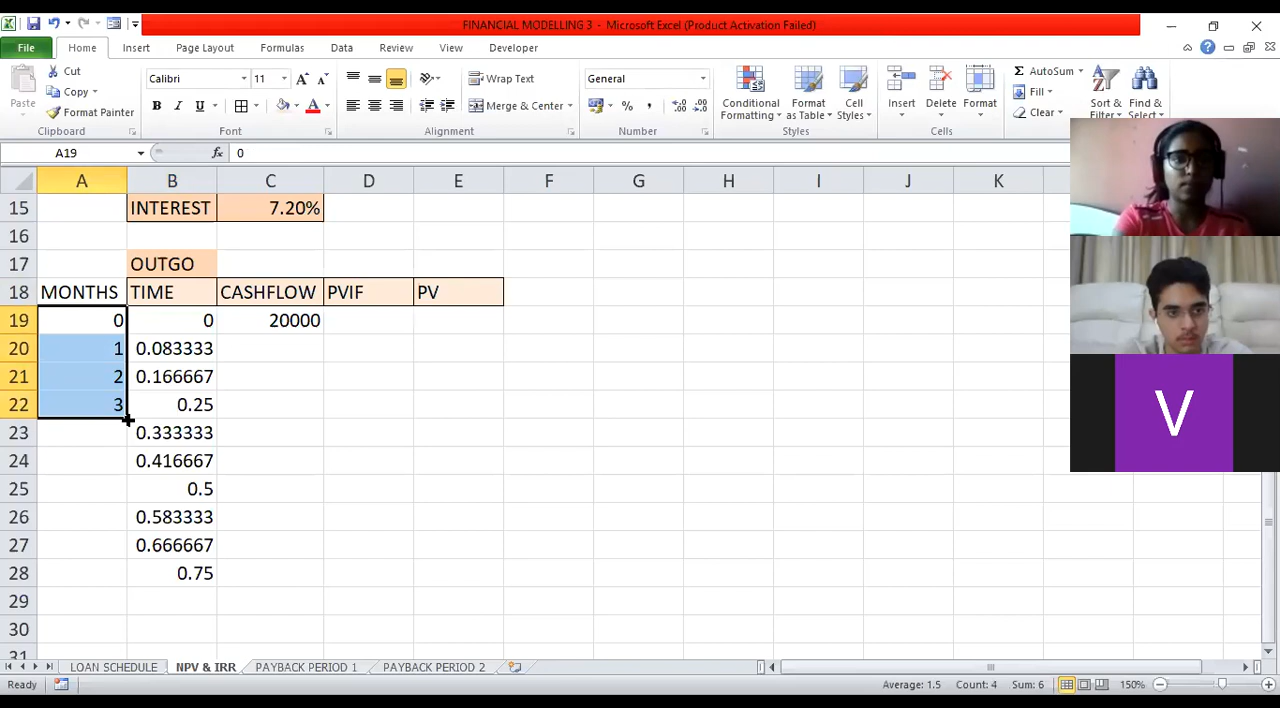 FINANCIAL MODELLING 3 - Microsoft Excel (Product Activation Failed)
File Home Insert Page Layout Formulas Data Review View Developer
Paste
Cut
Copy
Format Painter
Clipboard
Calibri 11
B I U A
Font
Wrap Text
Merge & Center
Alignment
General
% ,
Number
Conditional Formatting
Format as Table
Cell Styles
Styles
Insert Delete Format
Cells
Σ AutoSum
Fill
Clear
Sort & Filter
Find & Select
A19 fx 0
A B C D E F G H I J K
15 INTEREST 7.20%
16
17 OUTGO
18 MONTHS TIME CASHFLOW PVIF PV
19 0 0 20000
20 1 0.083333
21 2 0.166667
22 3 0.25
23 0.333333
24 0.416667
25 0.5
26 0.583333
27 0.666667
28 0.75
29
30
31
V
LOAN SCHEDULE NPV & IRR PAYBACK PERIOD 1 PAYBACK PERIOD 2
Ready Average: 1.5 Count: 4 Sum: 6 150%